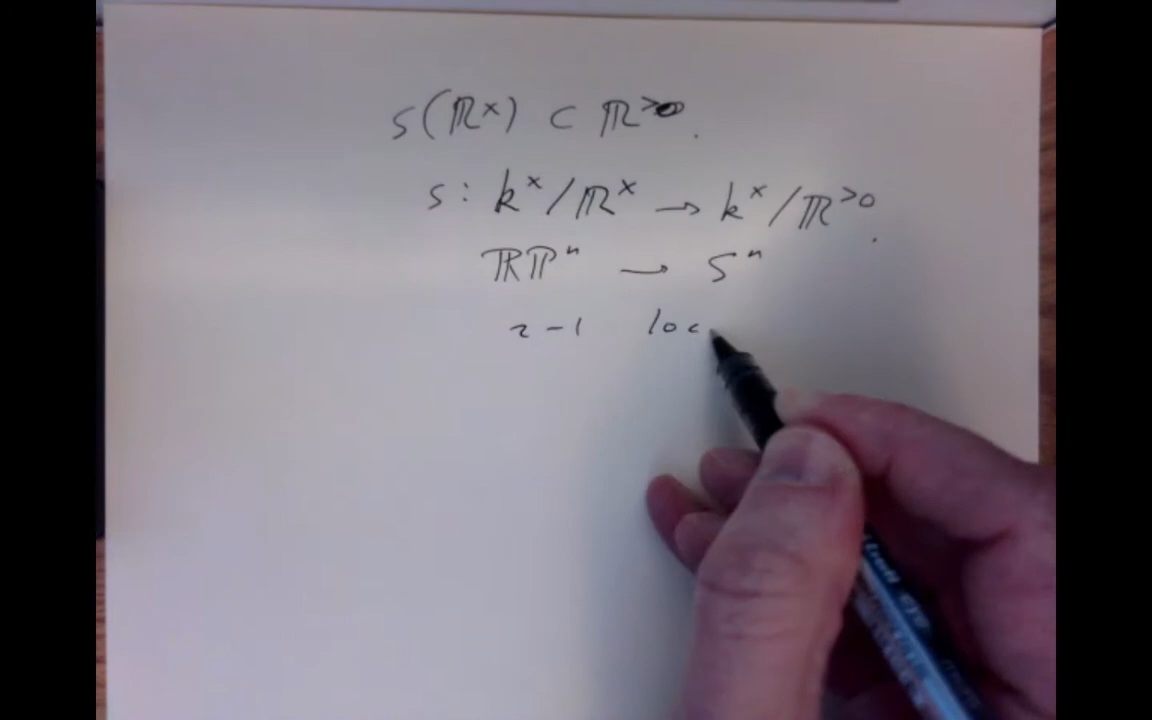 s(ℝ^×) ⊂ ℝ^{>0}.
s: k^×/ℝ^× → k^×/ℝ^{>0}.
ℝℙ^n → S^n
2-1 loc